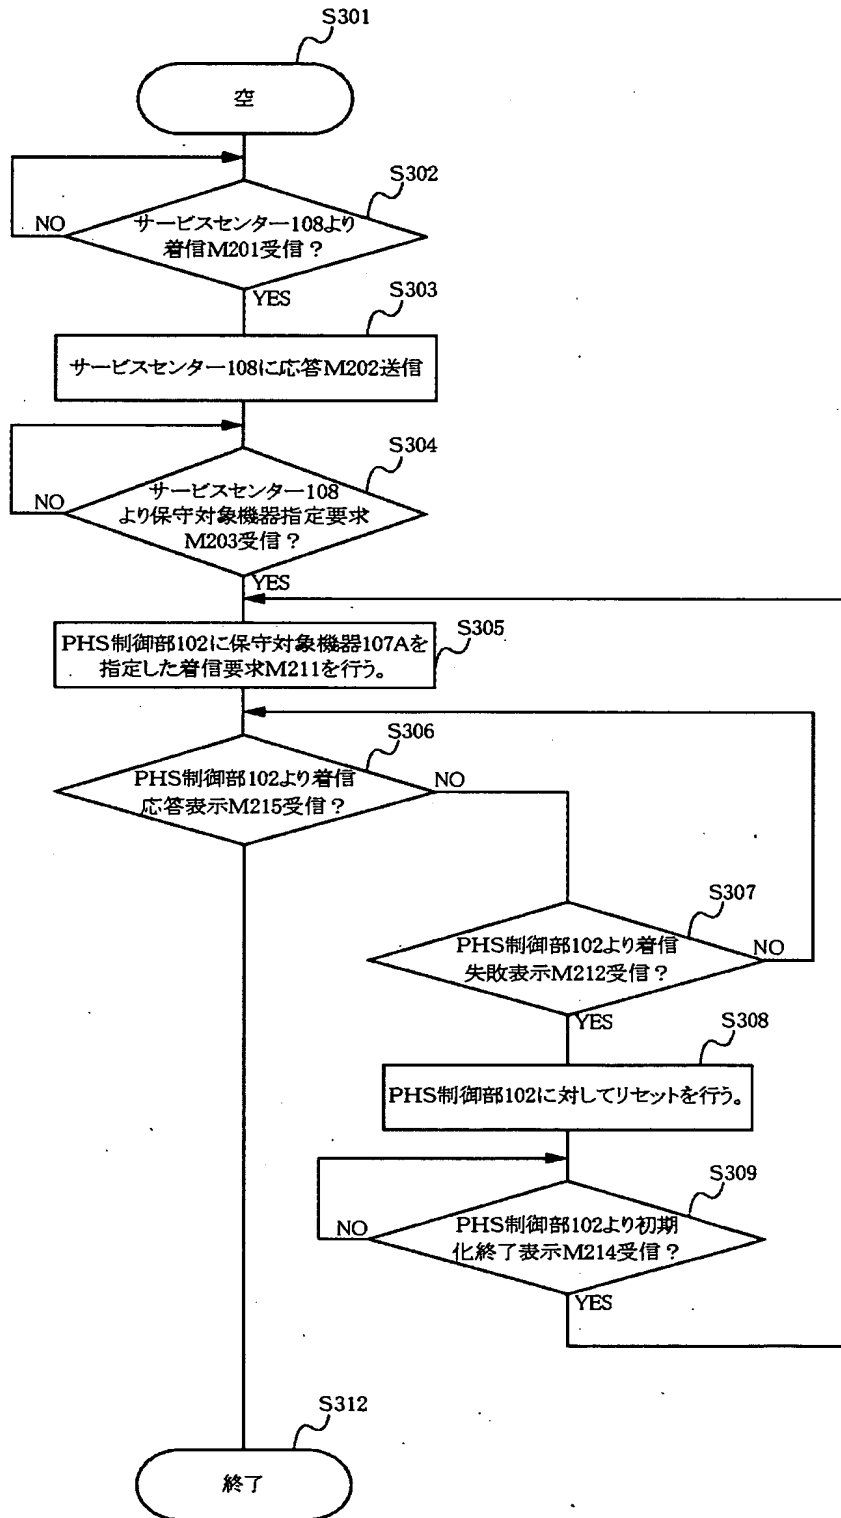 S301
空
S302
サービスセンター108より
着信M201受信？
NO
YES
S303
サービスセンター108に応答M202送信
S304
サービスセンター108
より保守対象機器指定要求
M203受信？
NO
YES
S305
PHS制御部102に保守対象機器107Aを
指定した着信要求M211を行う。
S306
PHS制御部102より着信
応答表示M215受信？
NO
S307
PHS制御部102より着信
失敗表示M212受信？
NO
YES
S308
PHS制御部102に対してリセットを行う。
S309
PHS制御部102より初期
化終了表示M214受信？
NO
YES
S312
終了